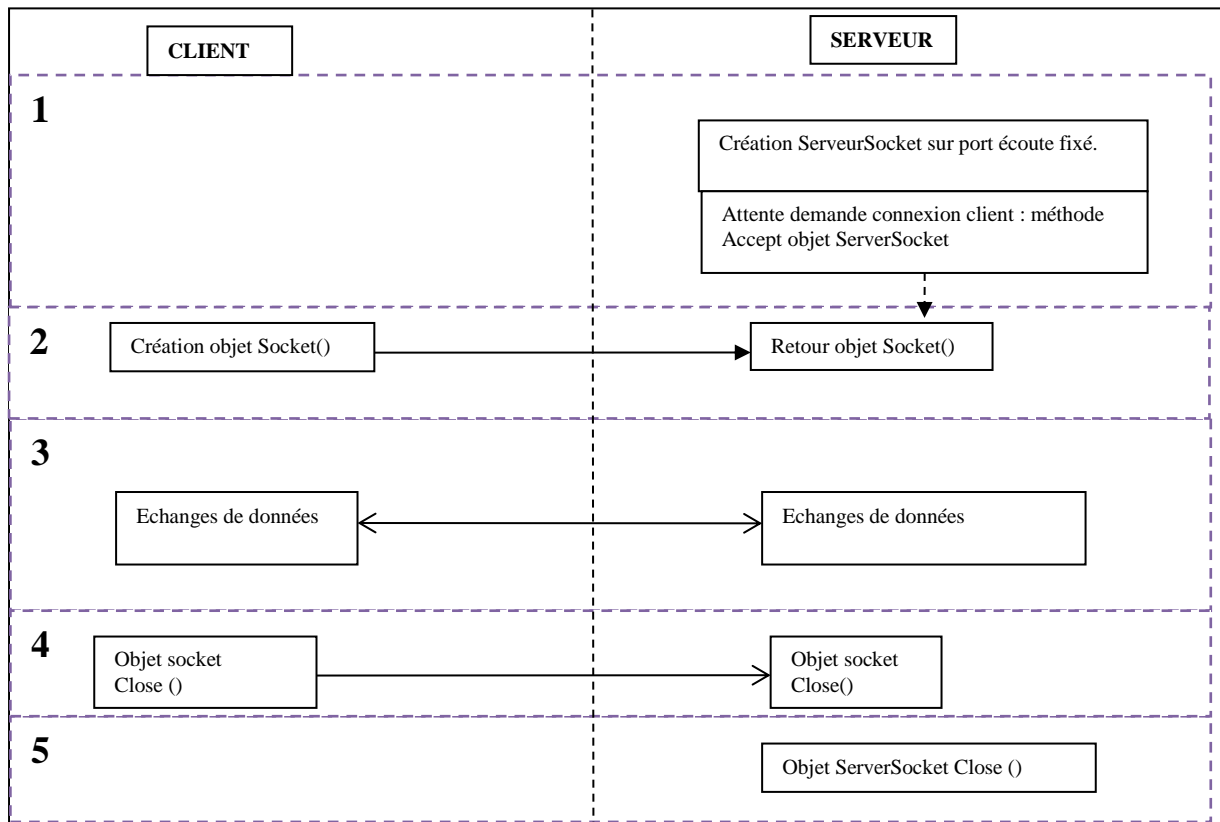 CLIENT
SERVEUR
1
Création ServeurSocket sur port écoute fixé.
Attente demande connexion client : méthode
Accept objet ServerSocket
2
Création objet Socket()
Retour objet Socket()
3
Echanges de données
Echanges de données
4
Objet socket
Close ()
Objet socket
Close()
5
Objet ServerSocket Close ()